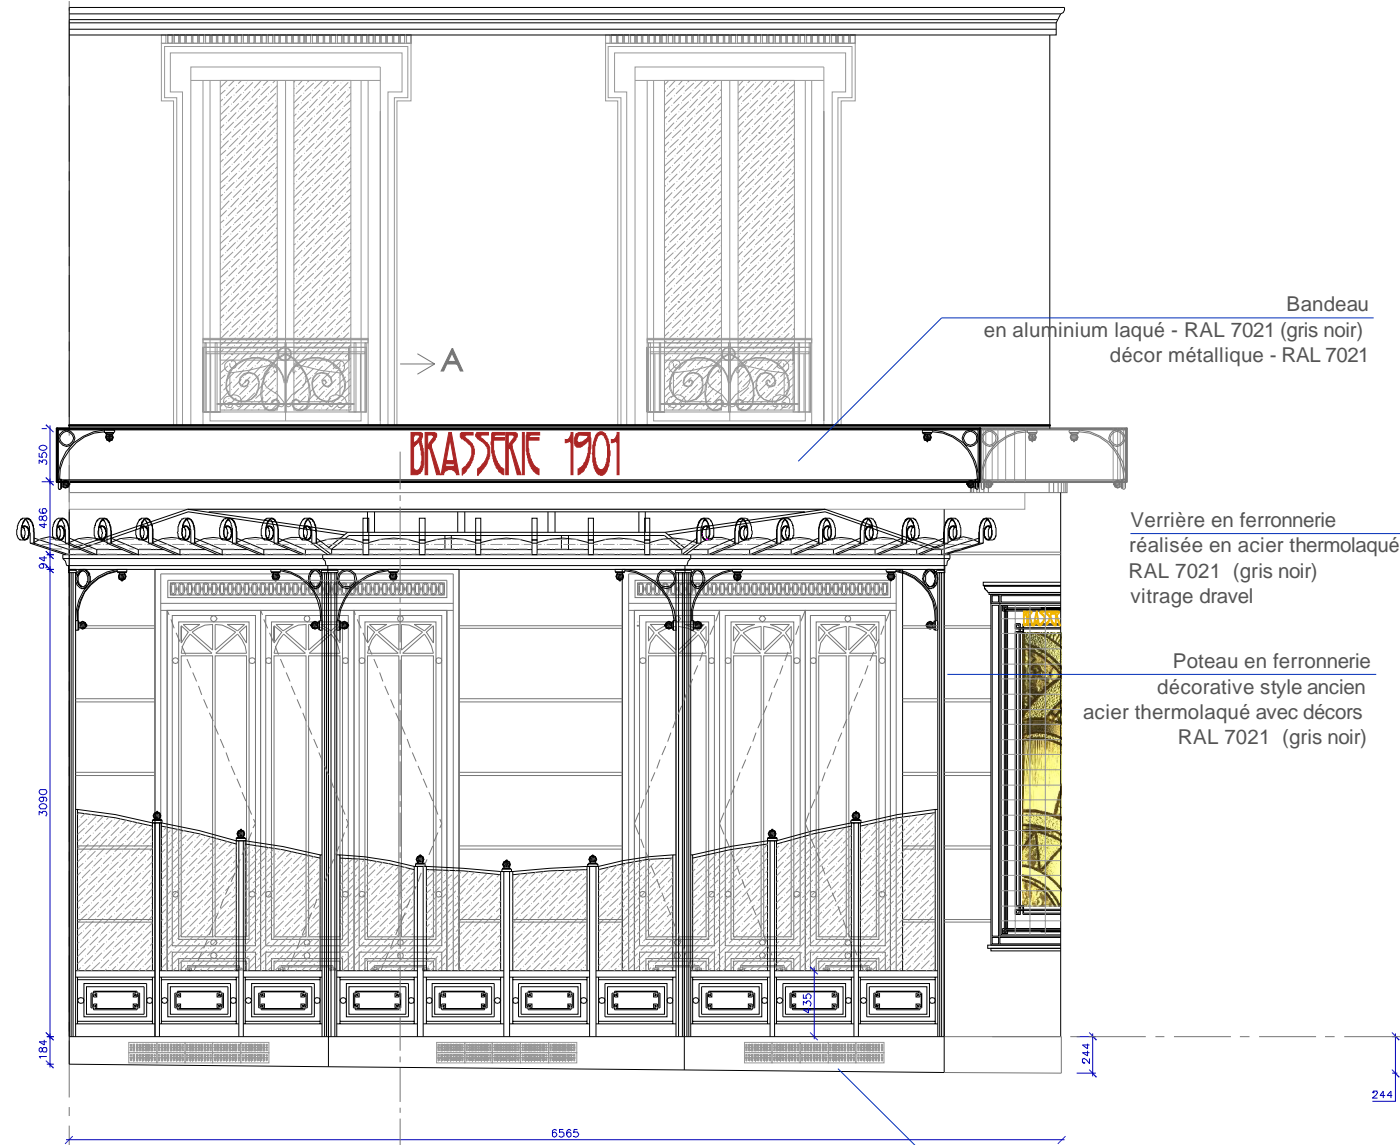 Bandeau
en aluminium laqué - RAL 7021 (gris noir)
décor métallique - RAL 7021
A
BRASSERIE 1901
350
486
94
Verrière en ferronnerie
réalisée en acier thermolaqué
RAL 7021 (gris noir)
vitrage dravel
Poteau en ferronnerie
décorative style ancien
acier thermolaqué avec décors
RAL 7021 (gris noir)
3090
435
184
244
244
6565